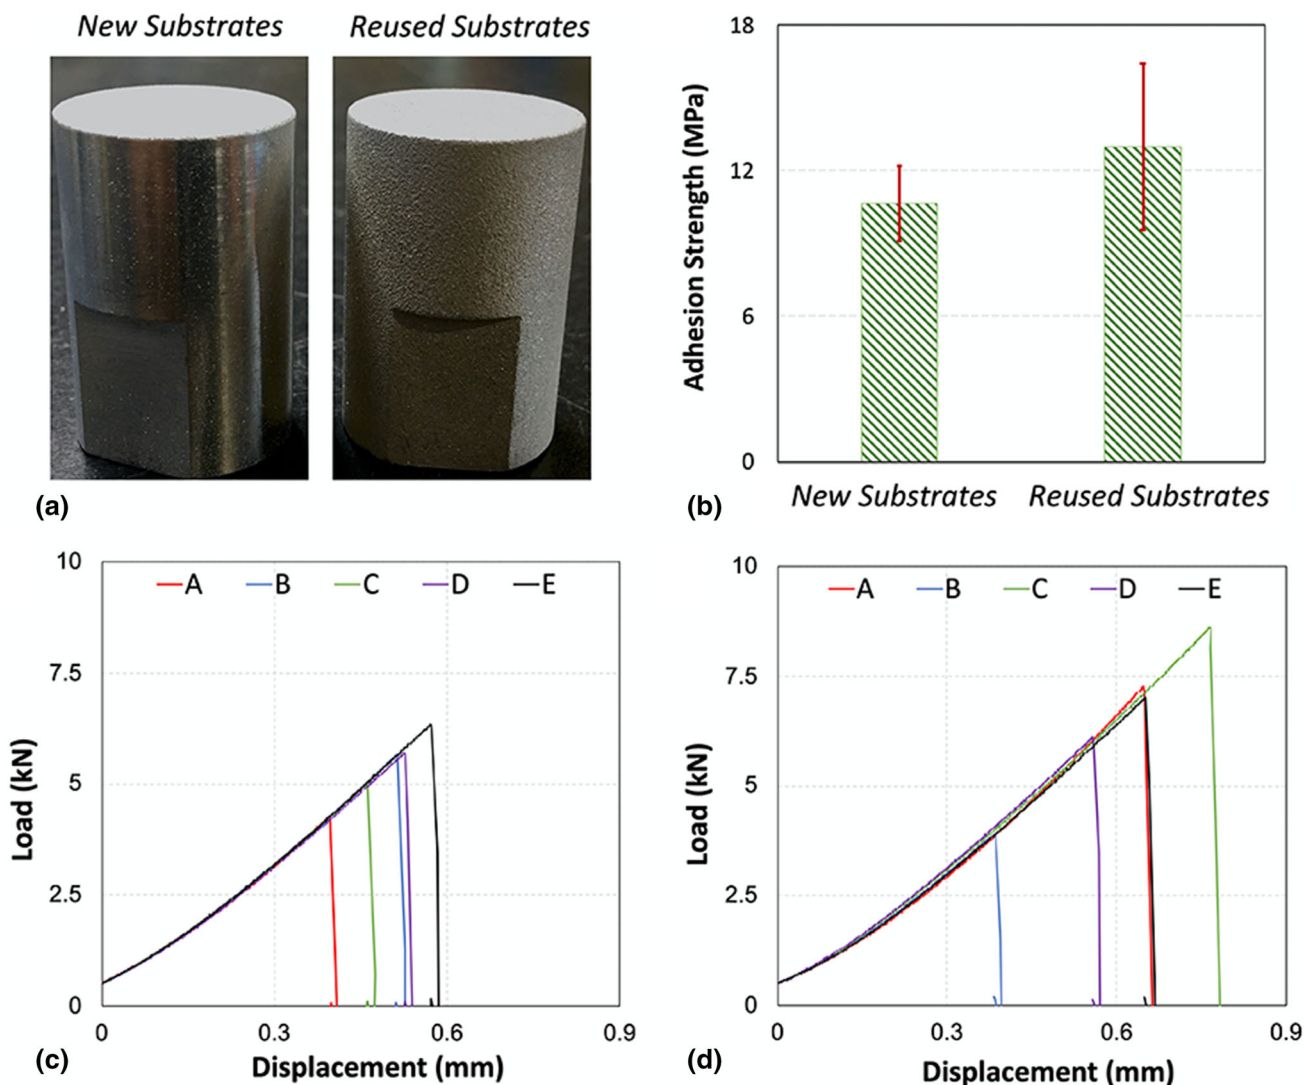 New Substrates
Reused Substrates
(a)
18
12
6
0
Adhesion Strength (MPa)
New Substrates
Reused Substrates
(b)
10
7.5
5
2.5
0
Load (kN)
A
B
C
D
E
0
0.3
0.6
0.9
Displacement (mm)
(c)
10
7.5
5
2.5
0
Load (kN)
A
B
C
D
E
0
0.3
0.6
0.9
Displacement (mm)
(d)